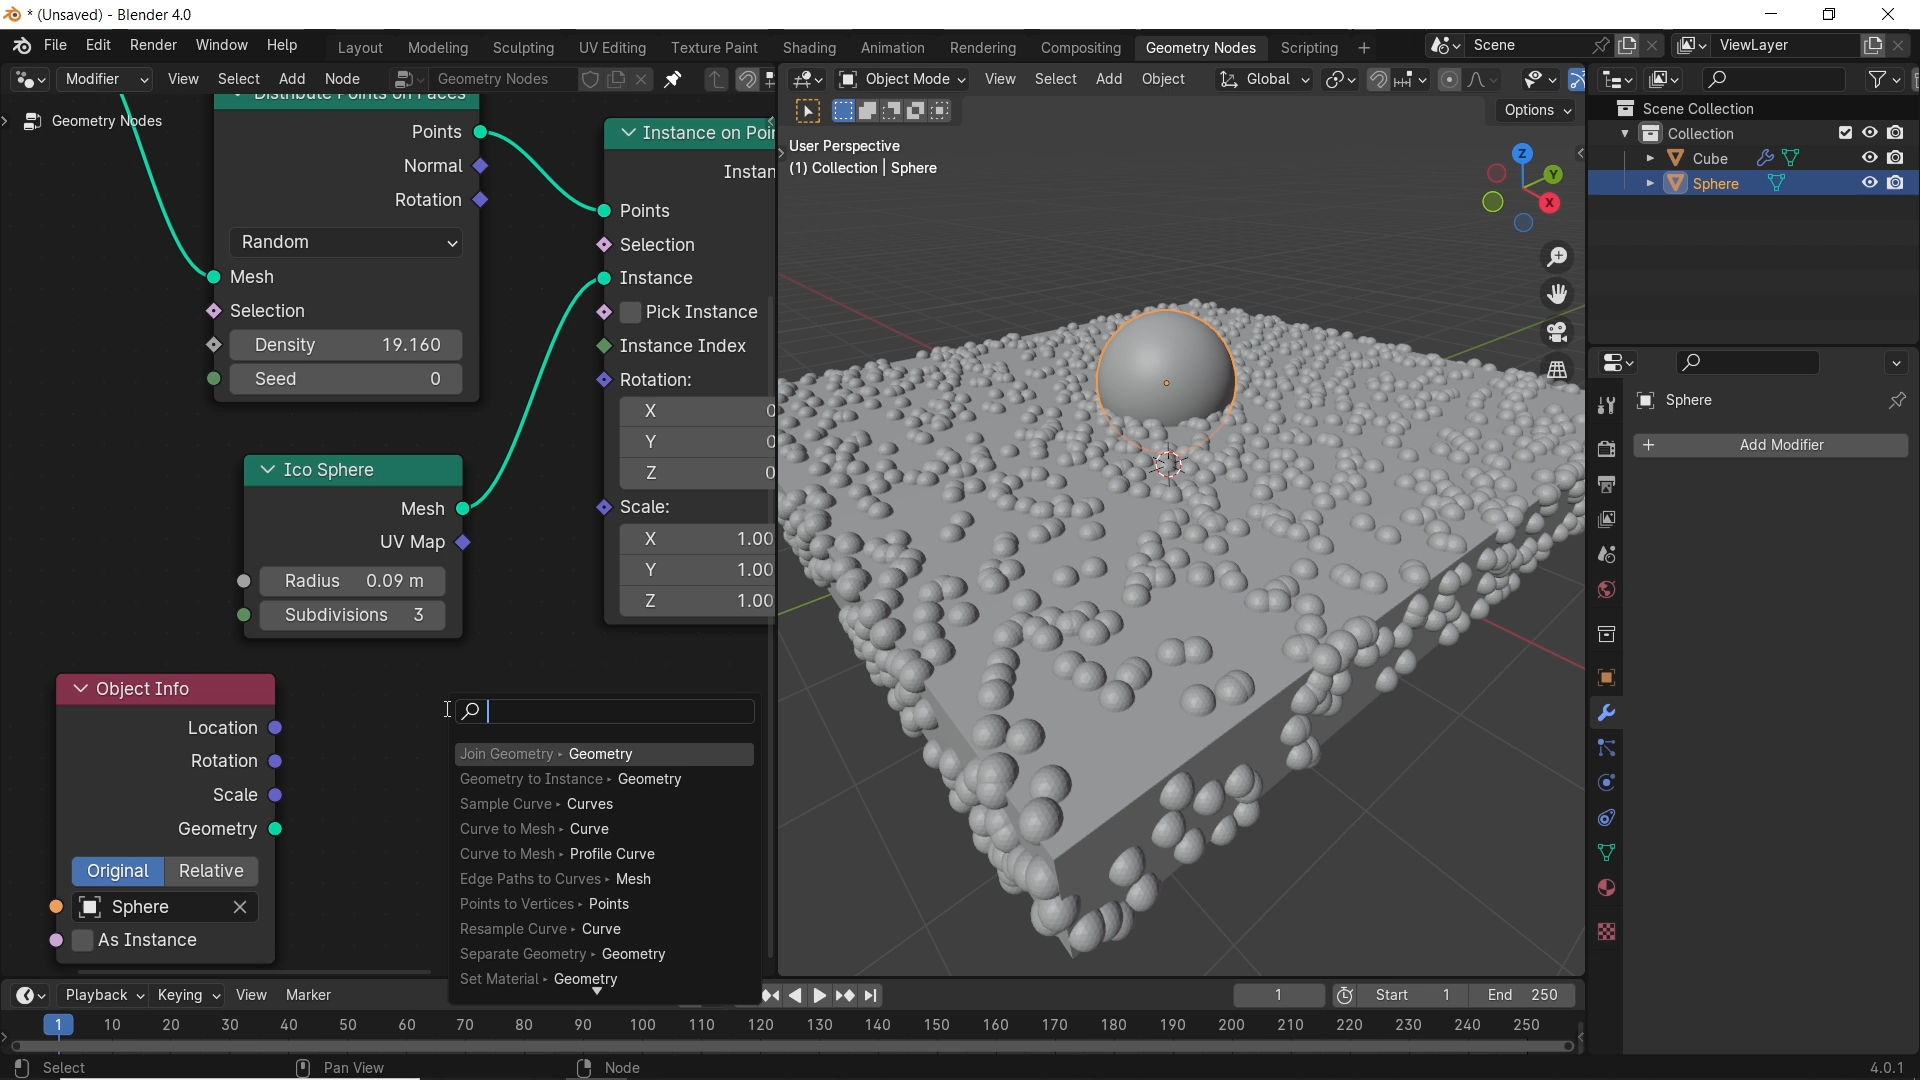 * (Unsaved) - Blender 4.0
File Edit Render Window Help Layout Modeling Sculpting UV Editing Texture Paint Shading Animation Rendering Compositing Geometry Nodes Scripting + Scene ViewLayer
Modifier View Select Add Node Geometry Nodes Object Mode View Select Add Object Global
Options
Geometry Nodes
Distribute Points on Faces
Points
Normal
Rotation
Random
Mesh
Selection
Density 19.160
Seed 0
Instance on Poin
Instan
Points
Selection
Instance
Pick Instance
Instance Index
Rotation:
X 0
Y 0
Z 0
Scale:
X 1.00
Y 1.00
Z 1.00
Ico Sphere
Mesh
UV Map
Radius 0.09 m
Subdivisions 3
Object Info
Location
Rotation
Scale
Geometry
Original Relative
Sphere
As Instance
Join Geometry ▸ Geometry
Geometry to Instance ▸ Geometry
Sample Curve ▸ Curves
Curve to Mesh ▸ Curve
Curve to Mesh ▸ Profile Curve
Edge Paths to Curves ▸ Mesh
Points to Vertices ▸ Points
Resample Curve ▸ Curve
Separate Geometry ▸ Geometry
Set Material ▸ Geometry
User Perspective
(1) Collection | Sphere
Z
Y
X
Scene Collection
Collection
Cube
Sphere
Sphere
+ Add Modifier
Playback Keying View Marker 1 Start 1 End 250
1 10 20 30 40 50 60 70 80 90 100 110 120 130 140 150 160 170 180 190 200 210 220 230 240 250
Select Pan View Node 4.0.1